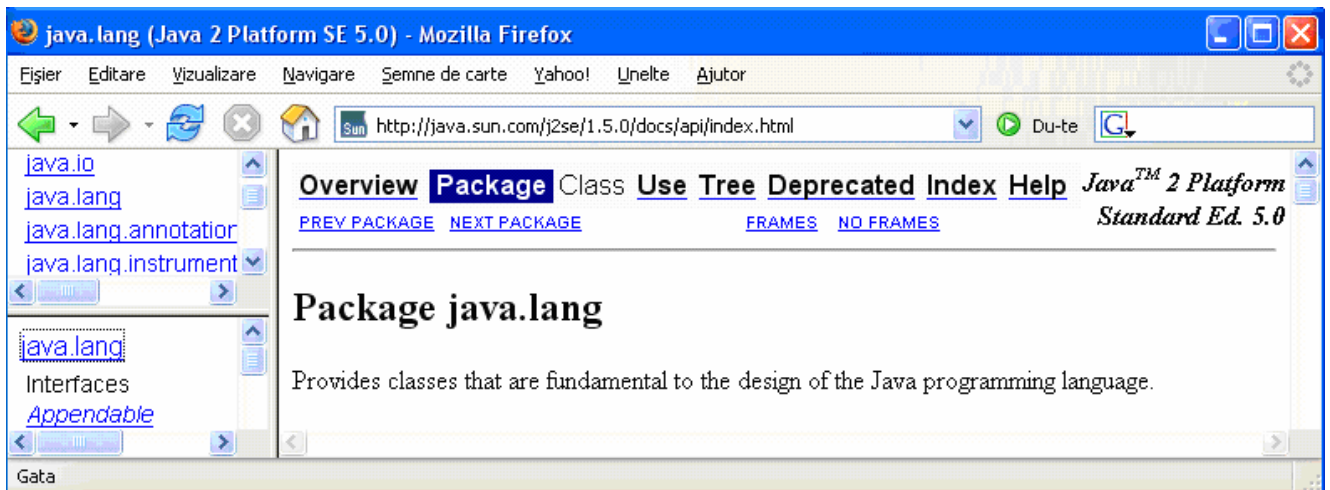 java.lang (Java 2 Platform SE 5.0) - Mozilla Firefox
Fișier Editare Vizualizare Navigare Semne de carte Yahoo! Unelte Ajutor
Sun http://java.sun.com/j2se/1.5.0/docs/api/index.html Du-te G
java.io
java.lang
java.lang.annotation
java.lang.instrument
java.lang
Interfaces
Appendable
Overview Package Class Use Tree Deprecated Index Help
PREV PACKAGE NEXT PACKAGE FRAMES NO FRAMES
Java™ 2 Platform
Standard Ed. 5.0
Package java.lang
Provides classes that are fundamental to the design of the Java programming language.
Gata